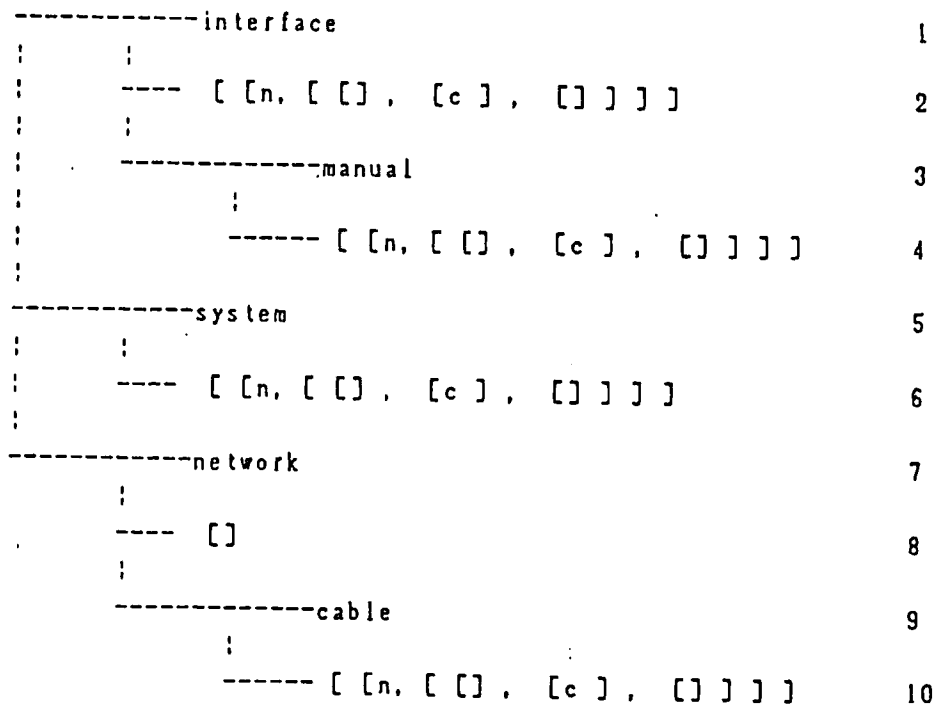 ------------interface 1
---- [ [n, [ [] , [c ] , [] ] ] ] 2
-------------manual 3
------ [ [n, [ [] , [c ] , [] ] ] ] 4
------------system 5
---- [ [n, [ [] , [c ] , [] ] ] ] 6
------------network 7
---- [] 8
-------------cable 9
------ [ [n, [ [] , [c ] , [] ] ] ] 10